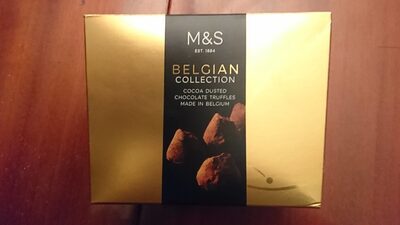 M&S
EST. 1884
BELGIAN
COLLECTION
COCOA DUSTED
CHOCOLATE TRUFFLES
MADE IN BELGIUM